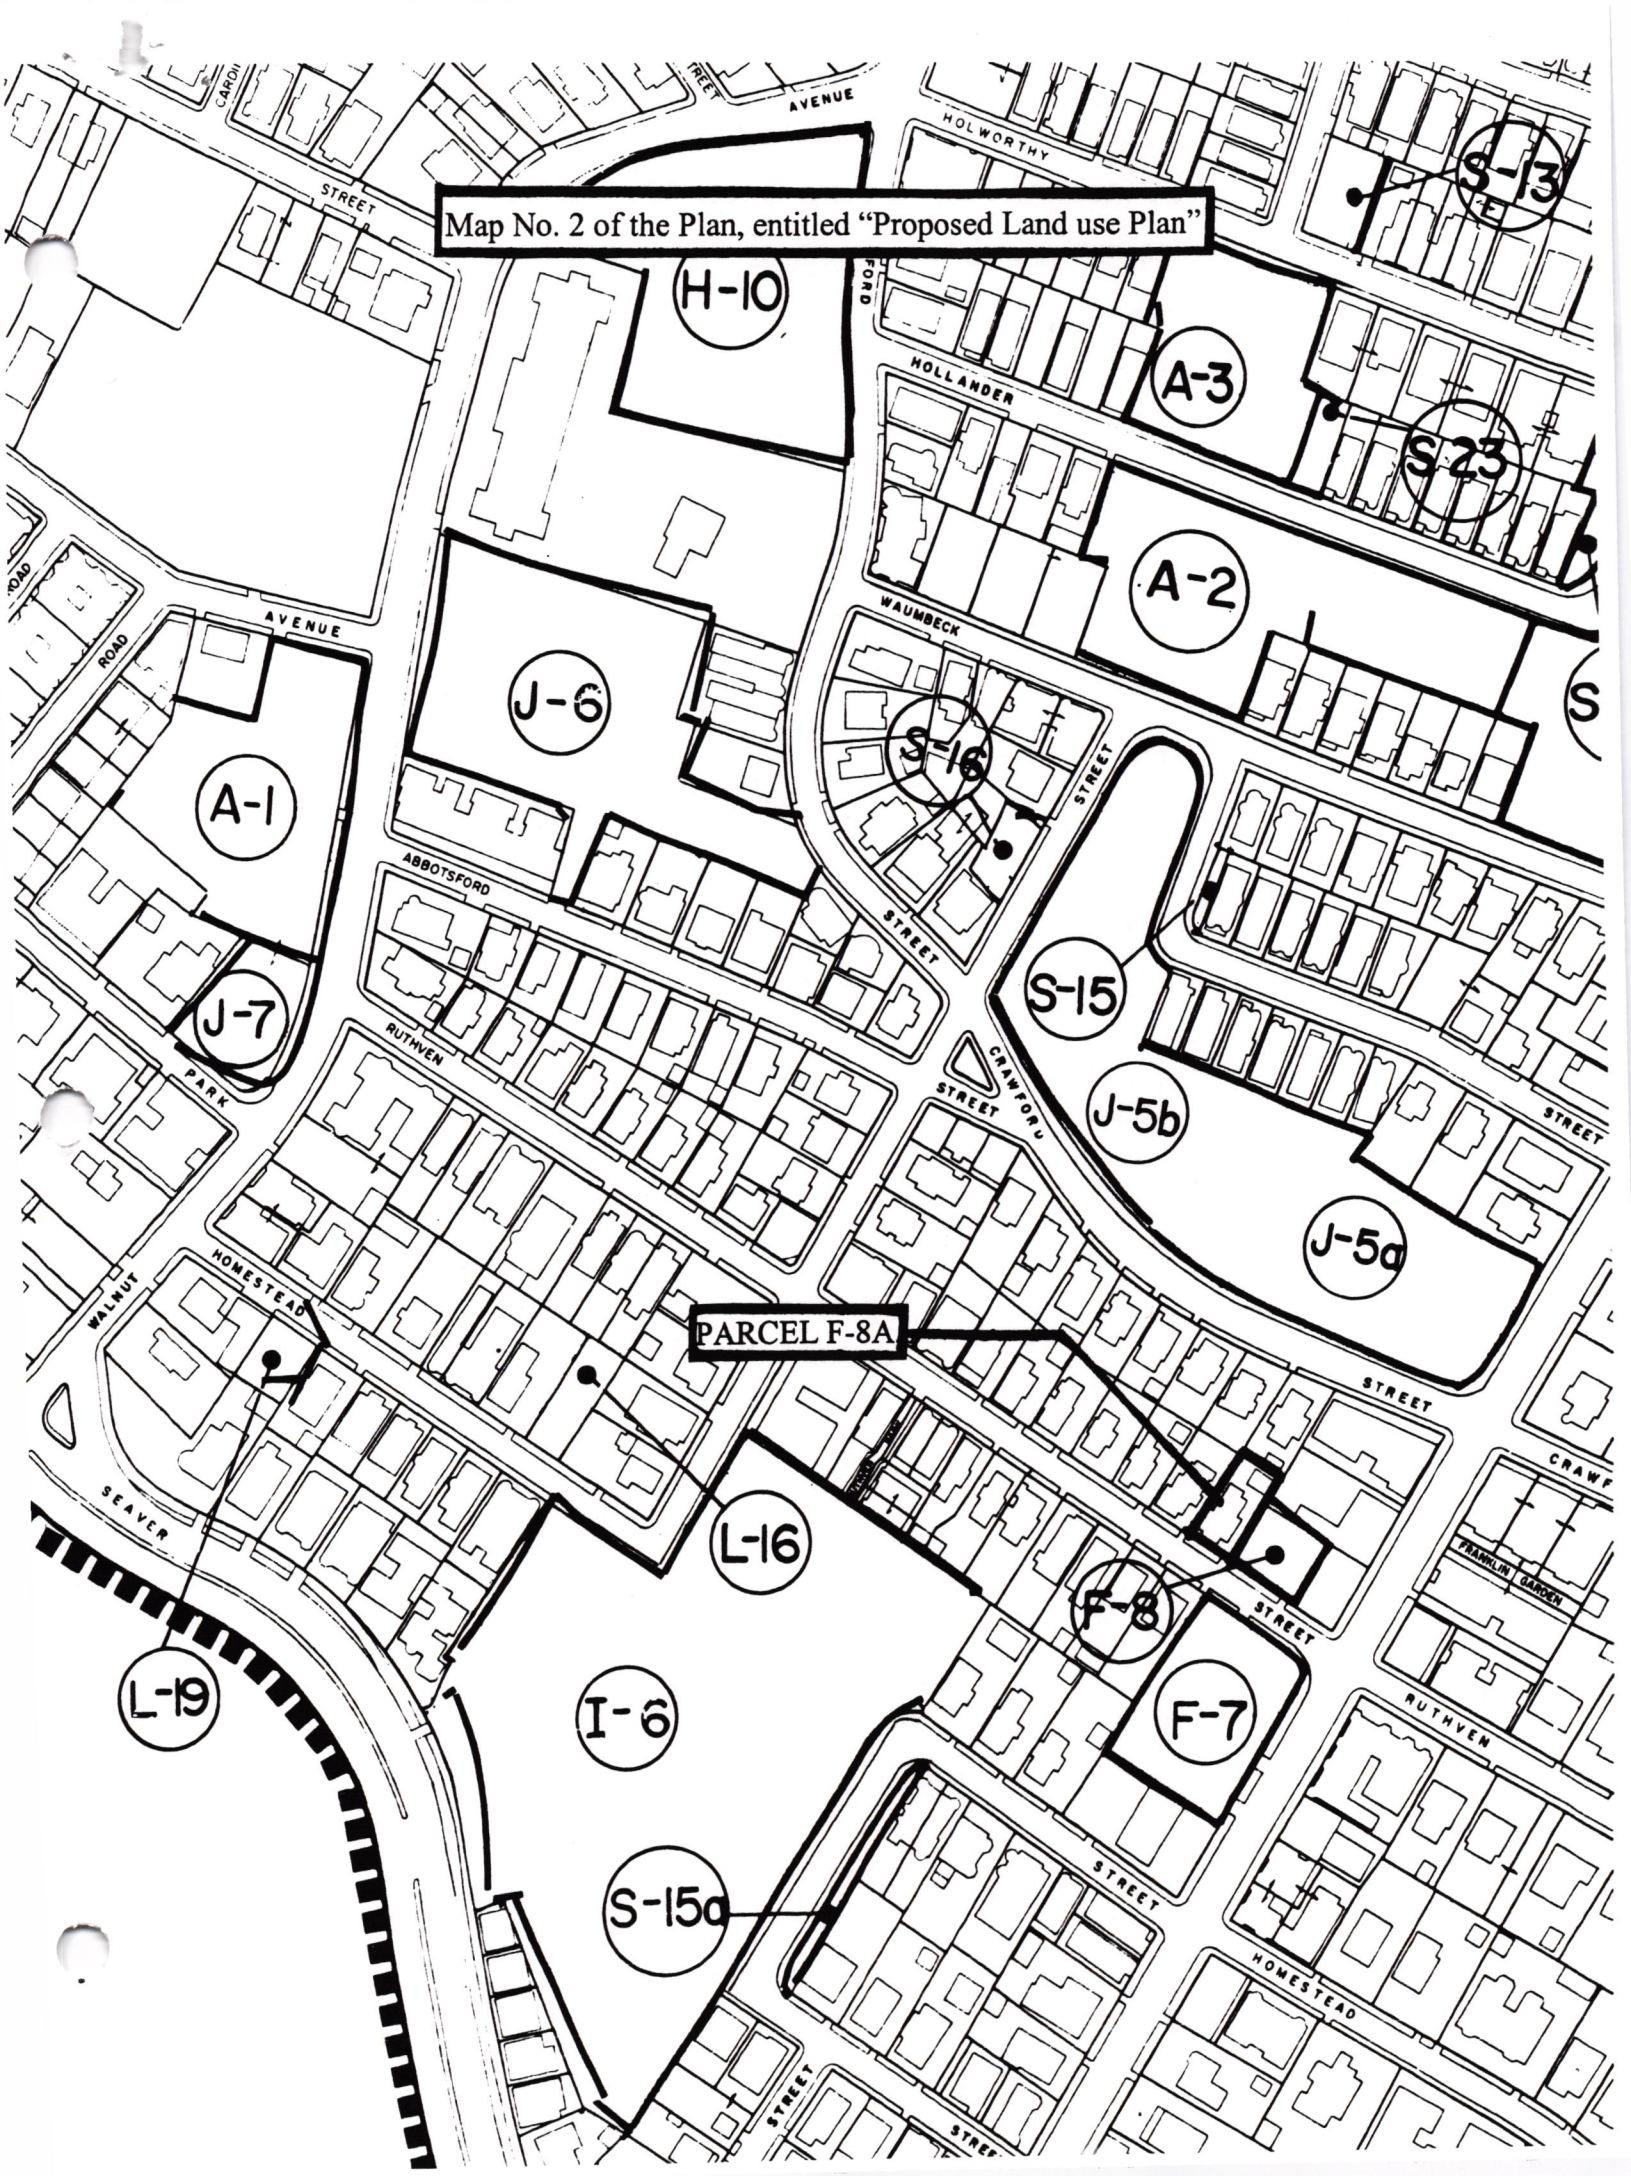 AVENUE
HOLWORTHY
S-13
STREET
Map No. 2 of the Plan, entitled “Proposed Land use Plan”
H-10
FORD
HOLLANDER
A-3
S-23
A-2
WAUMBECK
AVENUE
ROAD
ROAD
J-6
S
S-16
STREET
A-1
ABBOTSFORD
STREET
S-15
J-7
RUTHVEN
CRAWFORD
PARK
STREET
J-5b
STREET
J-5a
HOMESTEAD
WALNUT
PARCEL F-8A
STREET
CRAWF
SEAVER
L-16
FRANKLIN GARDEN
F-8
STREET
L-19
I-6
F-7
RUTHVEN
STREET
S-15a
HOMESTEAD
STREET
STREE